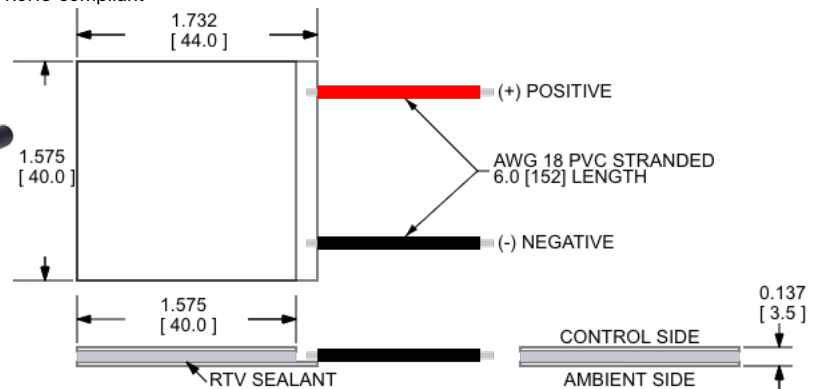 1.732
[ 44.0 ]
(+) POSITIVE
1.575
[ 40.0 ]
AWG 18 PVC STRANDED
6.0 [152] LENGTH
(-) NEGATIVE
1.575
[ 40.0 ]
0.137
[ 3.5 ]
CONTROL SIDE
RTV SEALANT
AMBIENT SIDE